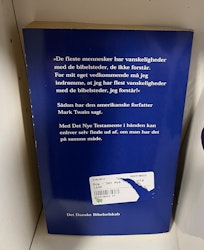 »De fleste mennesker har vanskeligheder
med de bibelsteder, de ikke forstår.
For mit eget vedkommende må jeg
indrømme, at jeg har flest vanskeligheder
med de bibelsteder, jeg forstår!«
Sådan har den amerikanske forfatter
Mark Twain sagt.
Med Det Nye Testamente i hånden kan
enhver selv finde ud af, om man har det
på samme måde.
Det Danske Bibelselskab